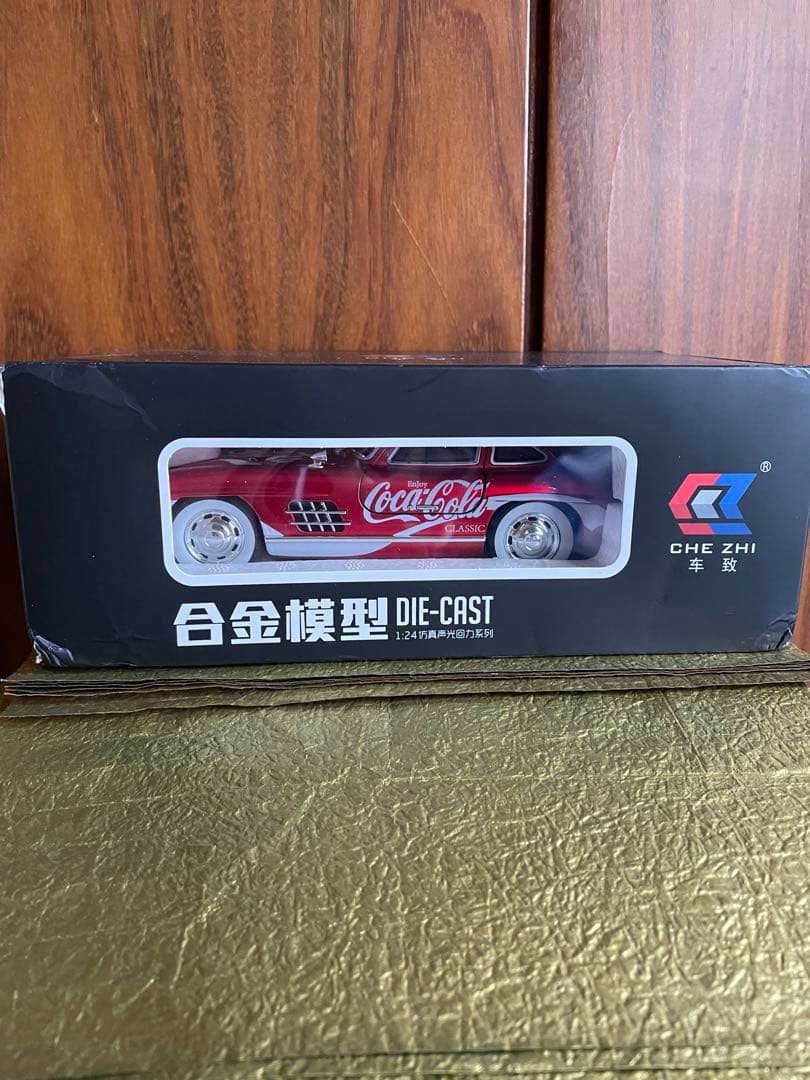 Enjoy
Coca-Cola
CLASSIC
®
CHE ZHI
车致
合金模型 DIE-CAST
1:24仿真声光回力系列